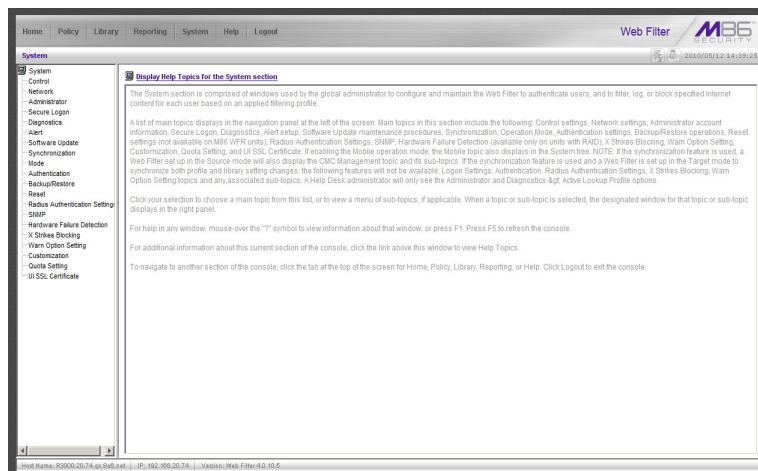 Home Policy Library Reporting System Help Logout
Web Filter
M86 SECURITY
System
2010/05/12 14:39:25
System
Control
Network
Administrator
Secure Logon
Diagnostics
Alert
Software Update
Synchronization
Mode
Authentication
Backup/Restore
Reset
Radius Authentication Settings
SNMP
Hardware Failure Detection
X Strikes Blocking
Warn Option Setting
Customization
Quota Setting
UI SSL Certificate
Display Help Topics for the System section
The System section is comprised of windows used by the global administrator to configure and maintain the Web Filter to authenticate users, and to filter, log, or block specified Internet
content for each user based on an applied filtering profile.
A list of main topics displays in the navigation panel at the left of the screen. Main topics in this section include the following: Control settings, Network settings, Administrator account
information, Secure Logon, Diagnostics, Alert setup, Software Update maintenance procedures, Synchronization, Operation Mode, Authentication settings, Backup/Restore operations, Reset
settings (not available on M86 WFR units), Radius Authentication Settings, SNMP, Hardware Failure Detection (available only on units with RAID), X Strikes Blocking, Warn Option Setting,
Customization, Quota Setting, and UI SSL Certificate. If enabling the Mobile operation mode, the Mobile topic also displays in the System tree. NOTE: If the synchronization feature is used, a
Web Filter set up in the Source mode will also display the CMC Management topic and its sub-topics. If the synchronization feature is used and a Web Filter is set up in the Target mode to
synchronize both profile and library setting changes, the following features will not be available: Logon Settings, Authentication, Radius Authentication Settings, X Strikes Blocking, Warn
Option Setting topics and any associated sub-topics. A Help Desk administrator will only see the Administrator and Diagnostics &gt; Active Lookup Profile options.
Click your selection to choose a main topic from this list, or to view a menu of sub-topics, if applicable. When a topic or sub-topic is selected, the designated window for that topic or sub-topic
displays in the right panel.
For help in any window, mouse-over the "?" symbol to view information about that window, or press F1. Press F5 to refresh the console.
For additional information about this current section of the console, click the link above this window to view Help Topics.
To navigate to another section of the console, click the tab at the top of the screen for Home, Policy, Library, Reporting, or Help. Click Logout to exit the console.
Host Name: R3000-20-74.qc.8e6.net IP: 192.168.20.74 Version: Web Filter 4.0.10.5